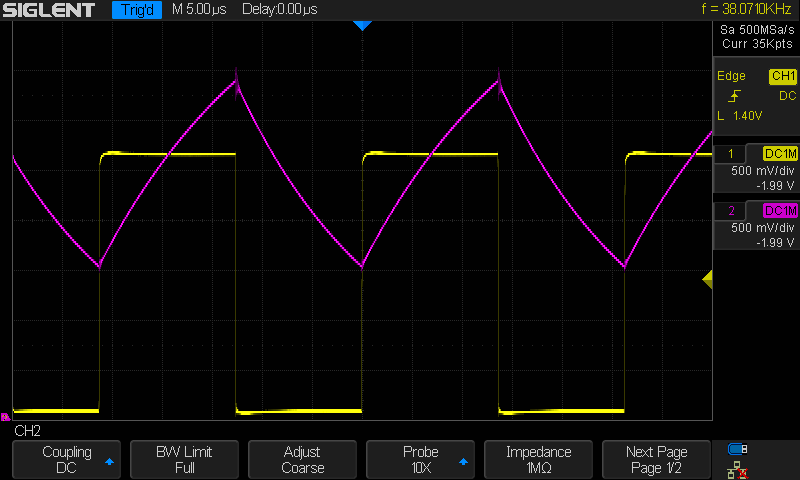 SIGLENT Trig'd M 5.00μs Delay:0.00μs f = 38.0710KHz
Sa 500MSa/s
Curr 35Kpts
Edge CH1
DC
L 1.40V
1 DC1M
500 mV/div
-1.99 V
2 DC1M
500 mV/div
-1.99 V
CH2
Coupling BW Limit Adjust Probe Impedance Next Page
DC Full Coarse 10X 1MΩ Page 1/2